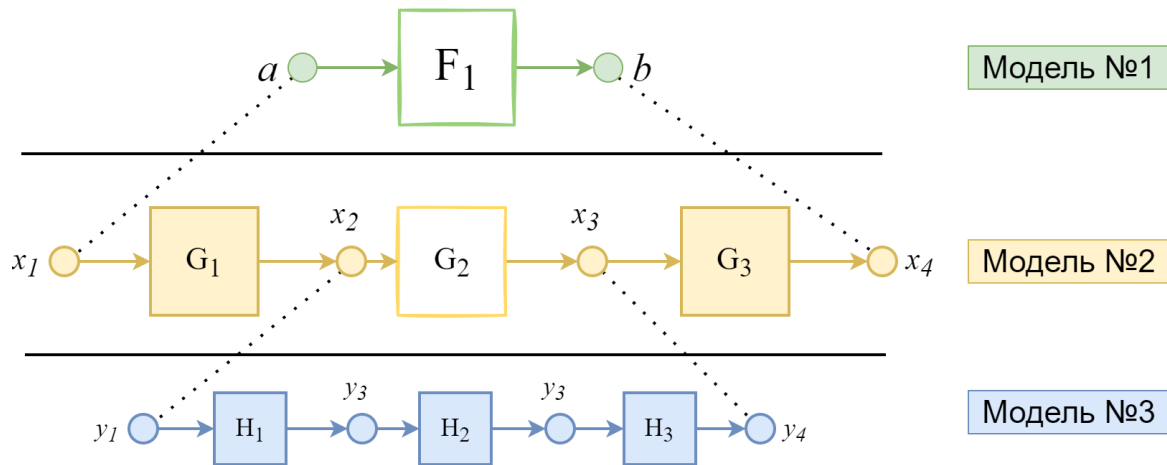 a F₁ b Модель №1
x₁ G₁ x₂ G₂ x₃ G₃ x₄ Модель №2
y₁ H₁ y₃ H₂ y₃ H₃ y₄ Модель №3